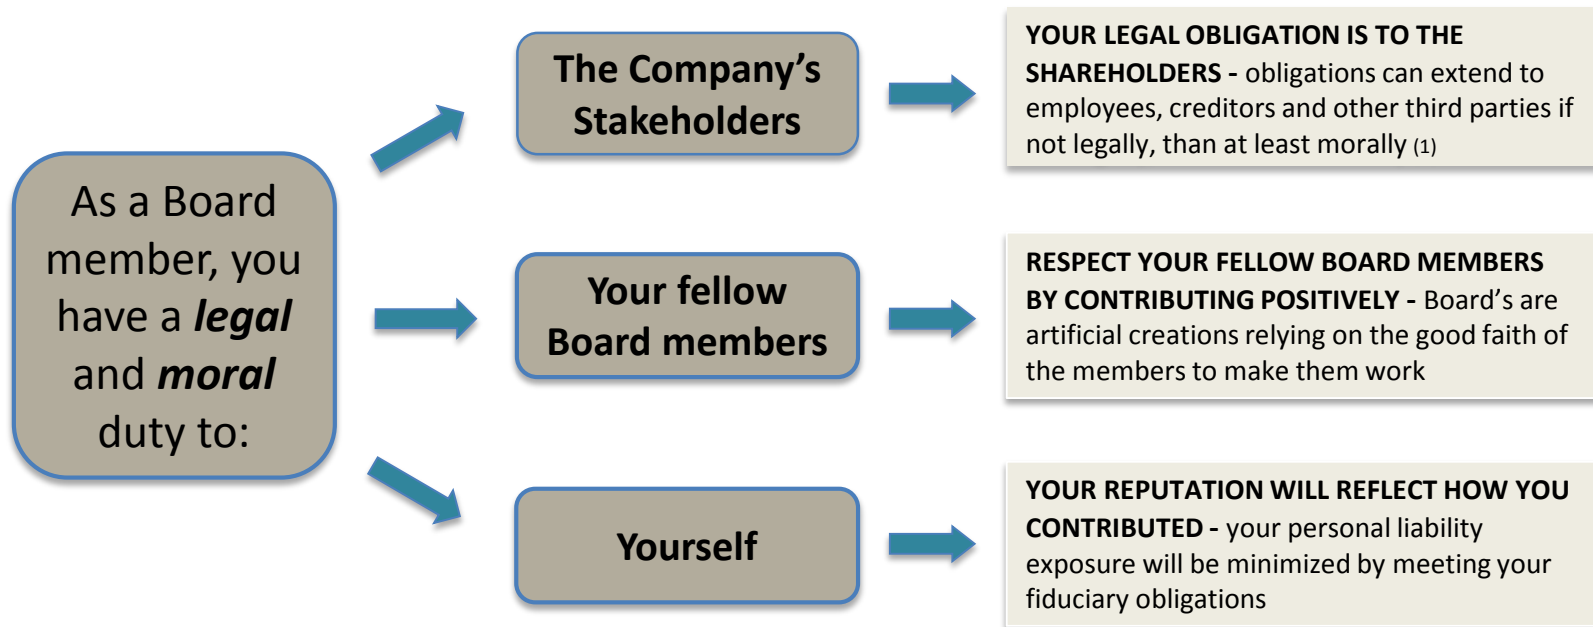 As a Board
member, you
have a legal
and moral
duty to:
The Company's
Stakeholders
YOUR LEGAL OBLIGATION IS TO THE
SHAREHOLDERS - obligations can extend to
employees, creditors and other third parties if
not legally, than at least morally (1)
Your fellow
Board members
RESPECT YOUR FELLOW BOARD MEMBERS
BY CONTRIBUTING POSITIVELY - Board's are
artificial creations relying on the good faith of
the members to make them work
Yourself
YOUR REPUTATION WILL REFLECT HOW YOU
CONTRIBUTED - your personal liability
exposure will be minimized by meeting your
fiduciary obligations